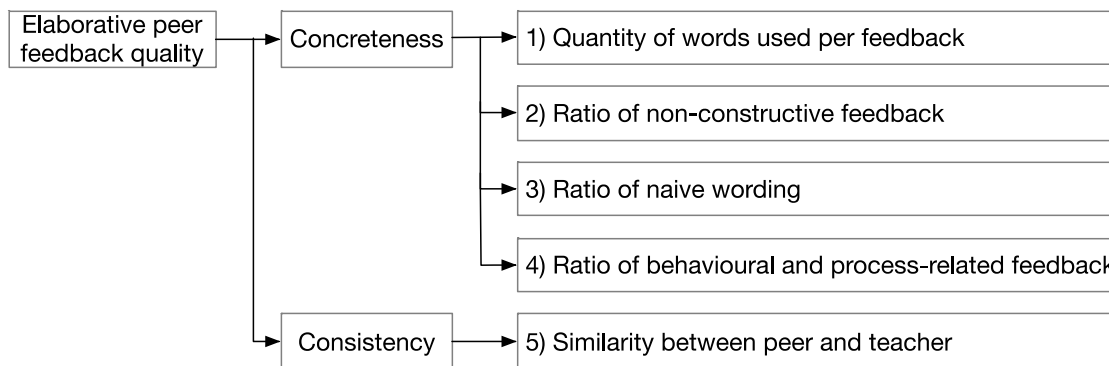 Elaborative peer
feedback quality
Concreteness
1) Quantity of words used per feedback
2) Ratio of non-constructive feedback
3) Ratio of naive wording
4) Ratio of behavioural and process-related feedback
Consistency
5) Similarity between peer and teacher